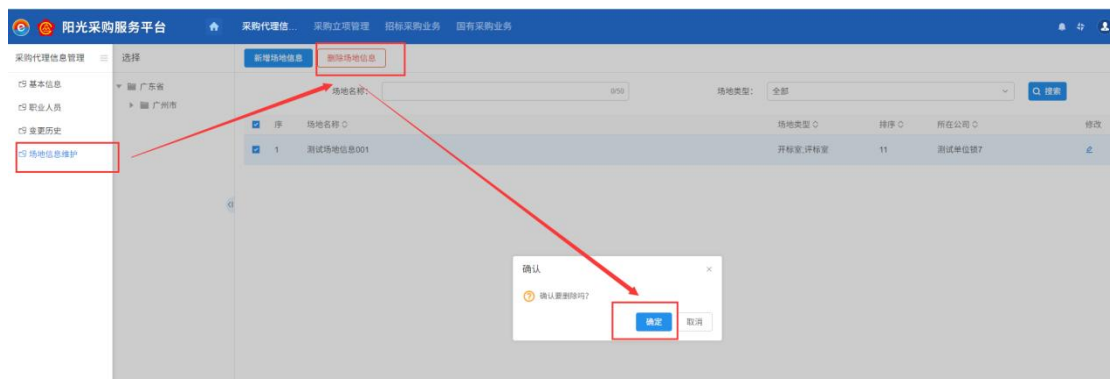 阳光采购服务平台
采购代理信...
采购立项管理
招标采购业务
国有采购业务
采购代理信息管理
选择
新增场地信息
删除场地信息
基本信息
职业人员
变更历史
场地信息维护
广东省
广州市
场地名称：
0/50
场地类型：
全部
搜索
序
场地名称
场地类型
排序
所在公司
修改
1
测试场地信息001
开标室,评标室
11
测试单位锁7
确认
确认要删除吗?
确定
取消